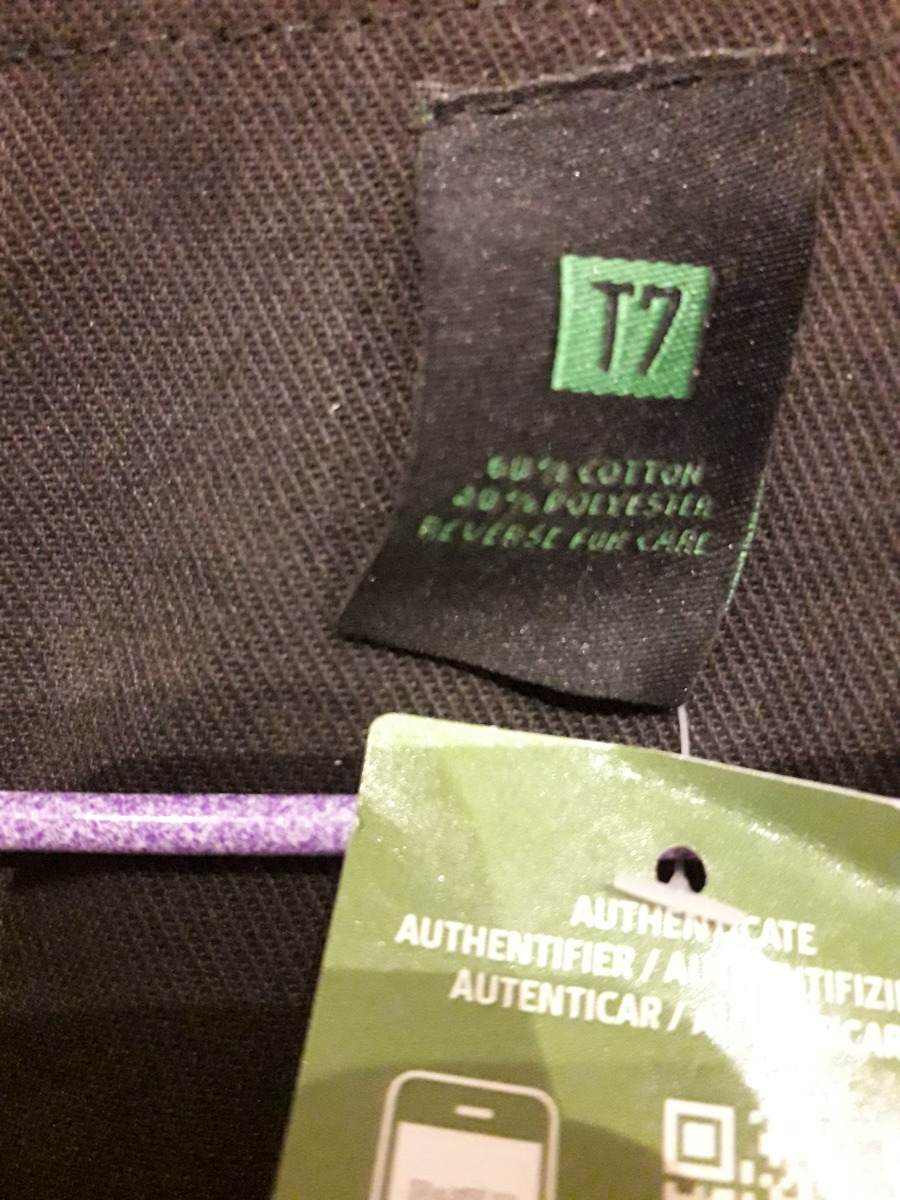 T7
60% COTTON
40% POLYESTER
REVERSE FOR CARE
AUTHENTICATE
AUTHENTIFIER /
AUTENTICAR /